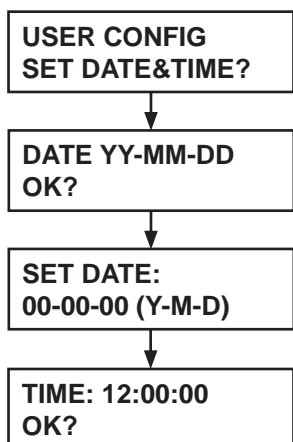 USER CONFIG
SET DATE&TIME?
DATE YY-MM-DD
OK?
SET DATE:
00-00-00 (Y-M-D)
TIME: 12:00:00
OK?